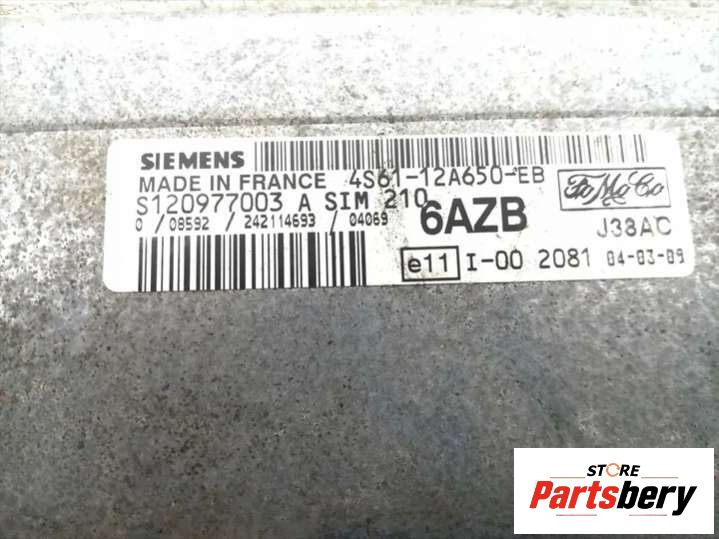 SIEMENS
MADE IN FRANCE 4S61-12A650-EB
S120977003 A SIM 210
FoMoCo
0 / 08592 / 242114693 / 04069
6AZB
J38AC
e11 I-00 2081 04-03-09
STORE
Partsbery